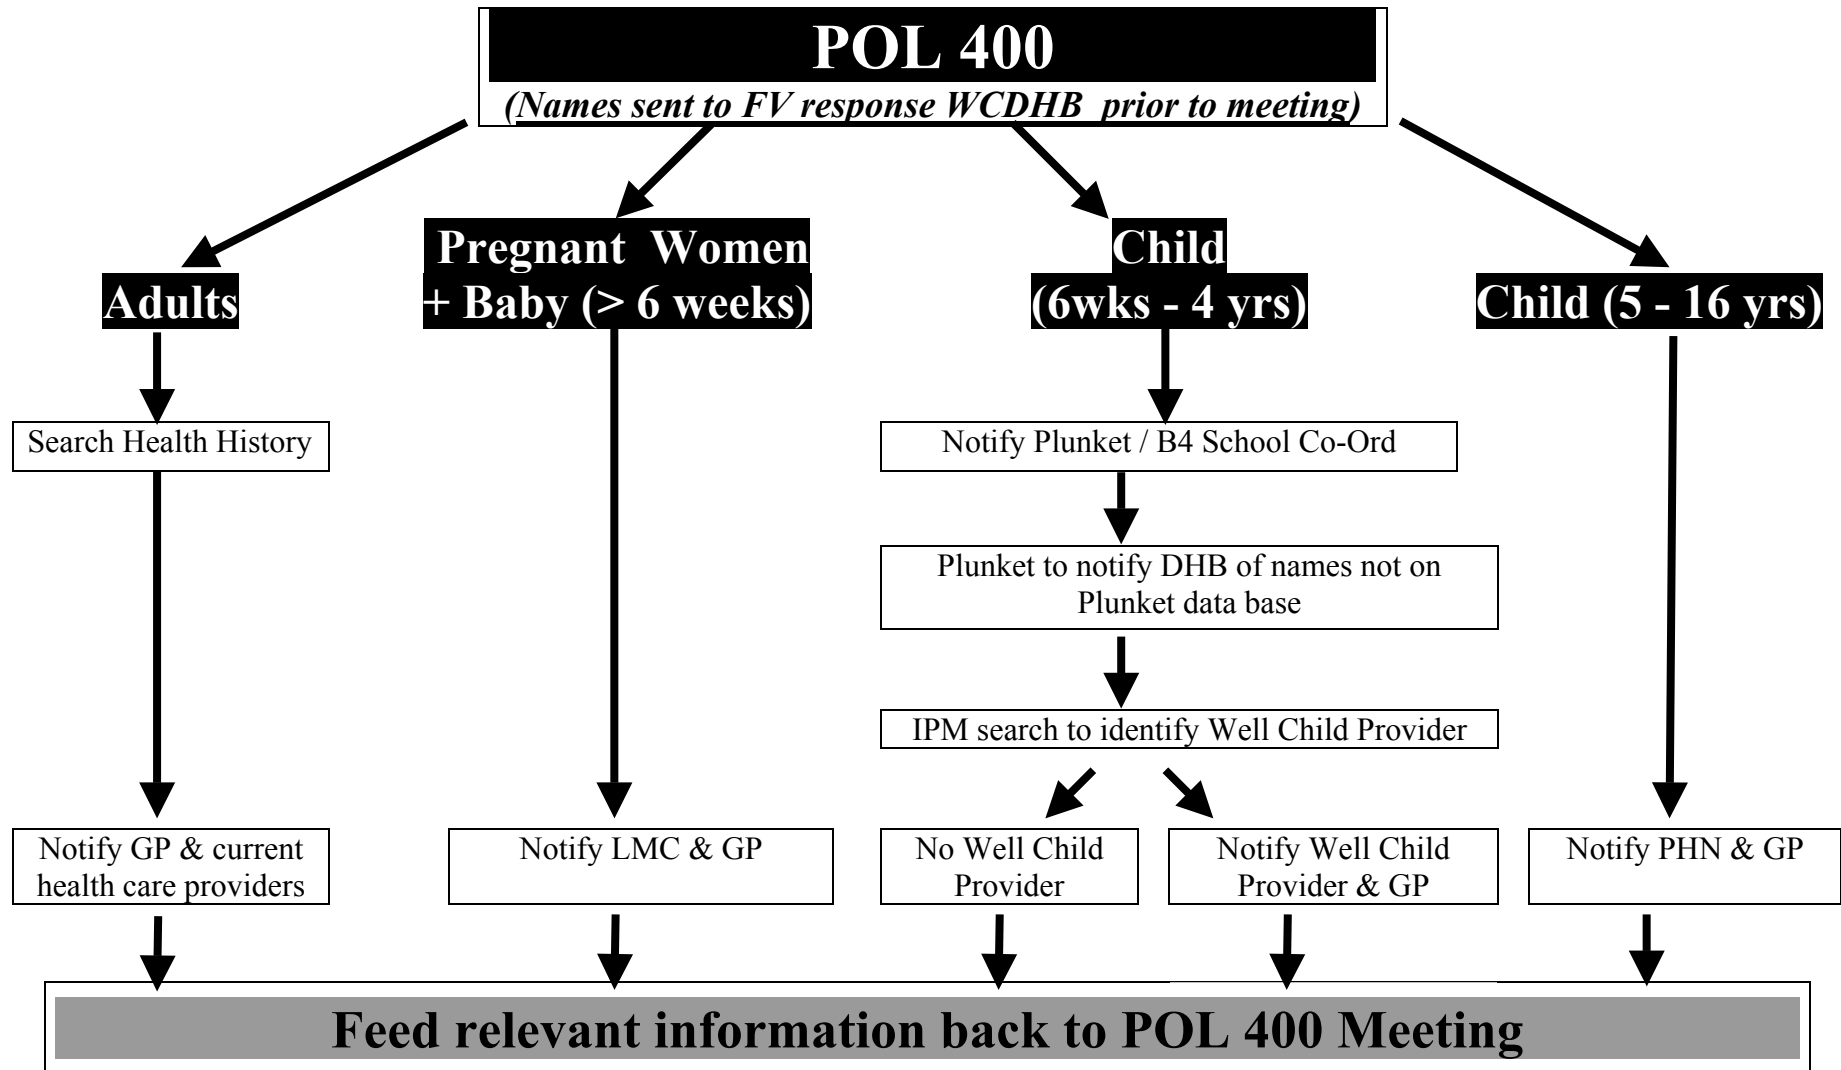 POL 400
(Names sent to FV response WCDHB prior to meeting)
Adults
Pregnant Women
+ Baby (> 6 weeks)
Child
(6wks - 4 yrs)
Child (5 - 16 yrs)
Search Health History
Notify Plunket / B4 School Co-Ord
Plunket to notify DHB of names not on
Plunket data base
IPM search to identify Well Child Provider
Notify GP & current
health care providers
Notify LMC & GP
No Well Child
Provider
Notify Well Child
Provider & GP
Notify PHN & GP
Feed relevant information back to POL 400 Meeting